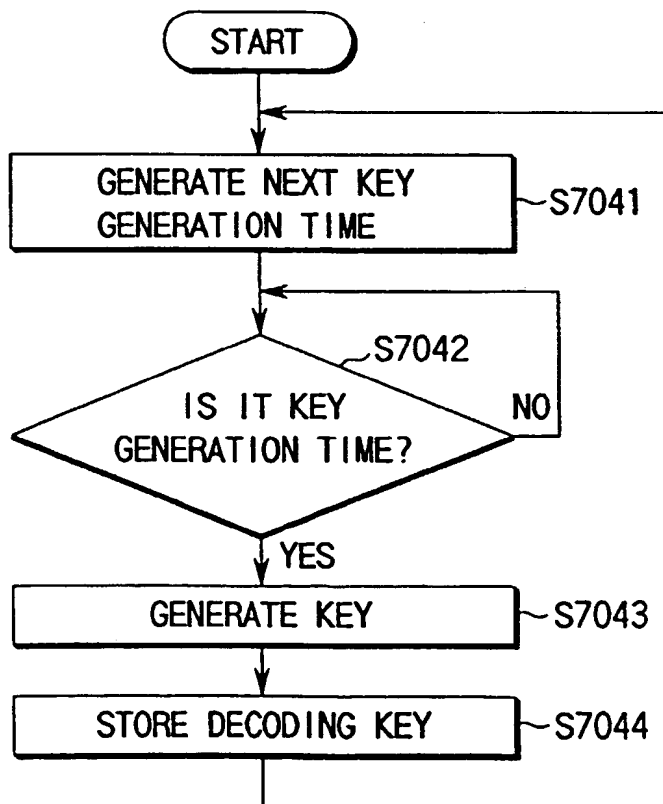 START
GENERATE NEXT KEY
GENERATION TIME
S7041
S7042
IS IT KEY
GENERATION TIME?
NO
YES
GENERATE KEY
S7043
STORE DECODING KEY
S7044